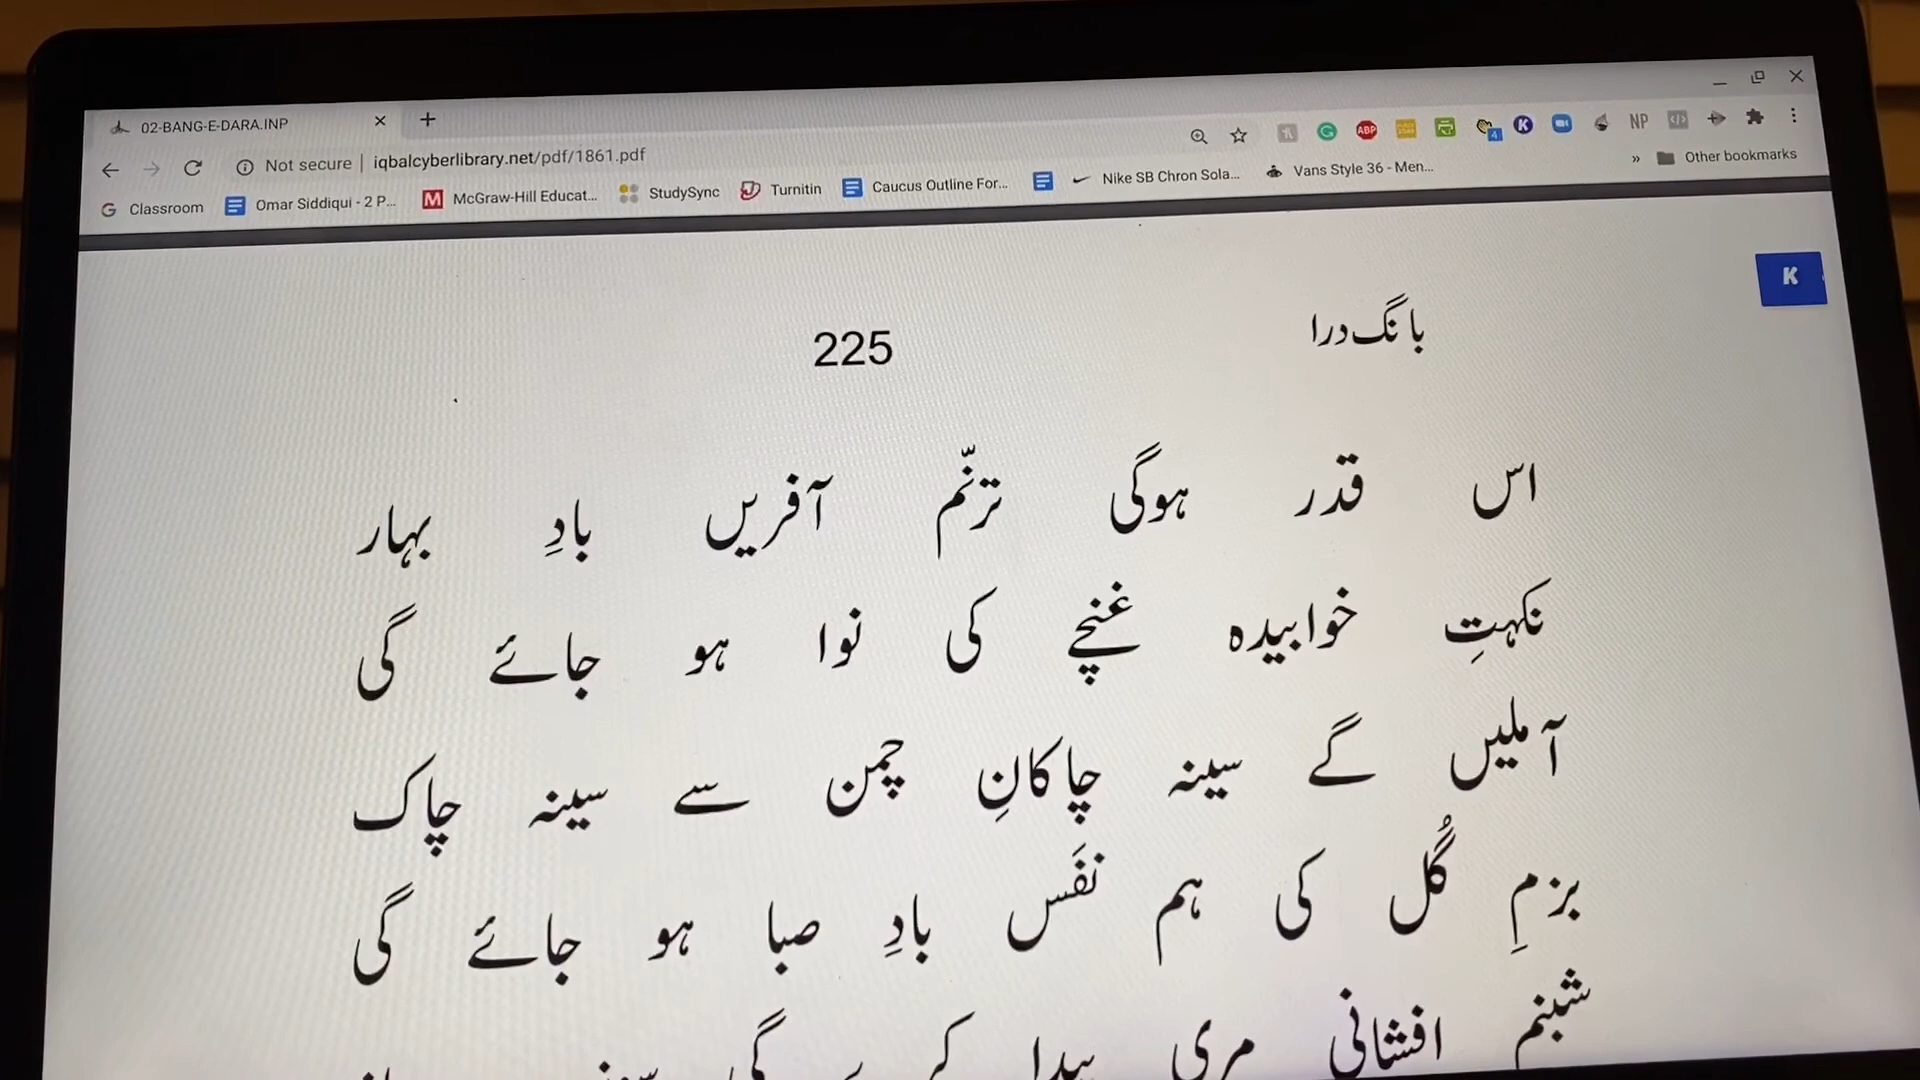 02-BANG-E-DARA.INP
Not secure | iqbalcyberlibrary.net/pdf/1861.pdf
ABP
4
K
NP
Classroom
Omar Siddiqui - 2 P...
McGraw-Hill Educat...
StudySync
Turnitin
Caucus Outline For...
Nike SB Chron Sola...
Vans Style 36 - Men...
» Other bookmarks
K
بانگ درا
225
اس قدر ہوگی ترنّم آفریں بادِ بہار
نکہتِ خوابیدہ غنچے کی نوا ہو جائے گی
آملیں گے سینہ چاکانِ چمن سے سینہ چاک
بزمِ گُل کی ہم نفَس بادِ صبا ہو جائے گی
شبنم افشانی مری پیدا کرے گی